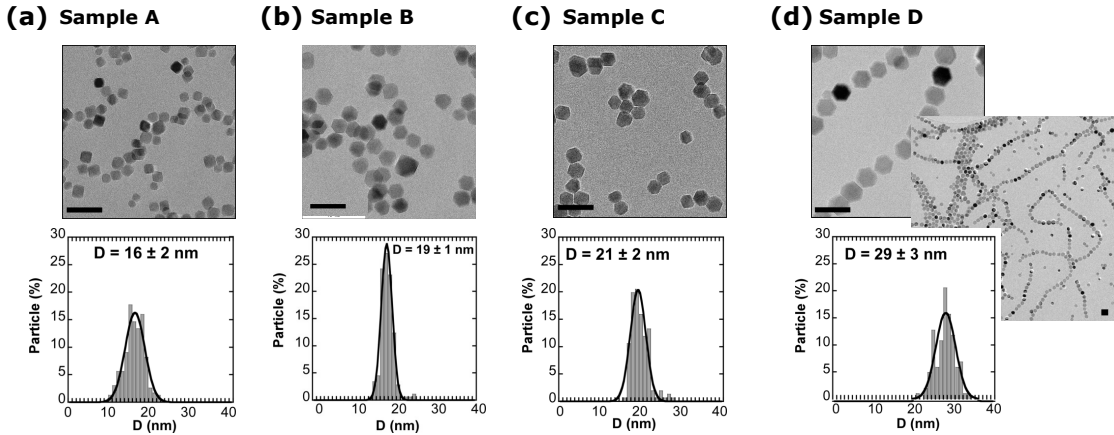 (a) Sample A
(b) Sample B
(c) Sample C
(d) Sample D
30
25
20
15
10
5
0
Particle (%)
D = 16 ± 2 nm
0 10 20 30 40
D (nm)
30
25
20
15
10
5
0
Particle (%)
D = 19 ± 1 nm
0 10 20 30 40
D (nm)
30
25
20
15
10
5
0
Particle (%)
D = 21 ± 2 nm
0 10 20 30 40
D (nm)
30
25
20
15
10
5
0
Particle (%)
D = 29 ± 3 nm
0 10 20 30 40
D (nm)